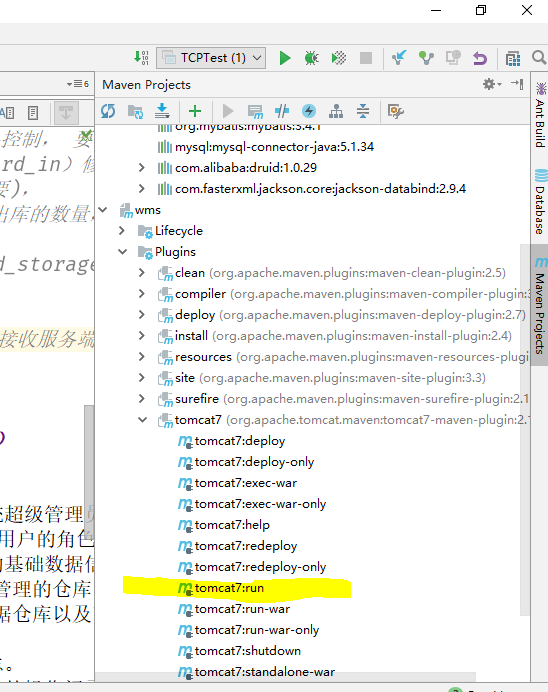 TCPTest (1)
Maven Projects
6
控制， 要
org.mybatis:mybatis:3.4.1
mysql:mysql-connector-java:5.1.34
rd_in）修
com.alibaba:druid:1.0.29
要)，
com.fasterxml.jackson.core:jackson-databind:2.9.4
出库的数量，
wms
Lifecycle
Plugins
d_storage
clean (org.apache.maven.plugins:maven-clean-plugin:2.5)
compiler (org.apache.maven.plugins:maven-compiler-plugin:3
deploy (org.apache.maven.plugins:maven-deploy-plugin:2.7)
接收服务端
install (org.apache.maven.plugins:maven-install-plugin:2.4)
resources (org.apache.maven.plugins:maven-resources-plugin
site (org.apache.maven.plugins:maven-site-plugin:3.3)
surefire (org.apache.maven.plugins:maven-surefire-plugin:2.1
tomcat7 (org.apache.tomcat.maven:tomcat7-maven-plugin:2.
tomcat7:deploy
tomcat7:deploy-only
tomcat7:exec-war
tomcat7:exec-war-only
超级管理员
tomcat7:help
用户的角色
tomcat7:redeploy
基础数据信
tomcat7:redeploy-only
管理的仓库
tomcat7:run
据仓库以及
tomcat7:run-war
tomcat7:run-war-only
tomcat7:shutdown
tomcat7:standalone-war
Ant Build
Database
Maven Projects